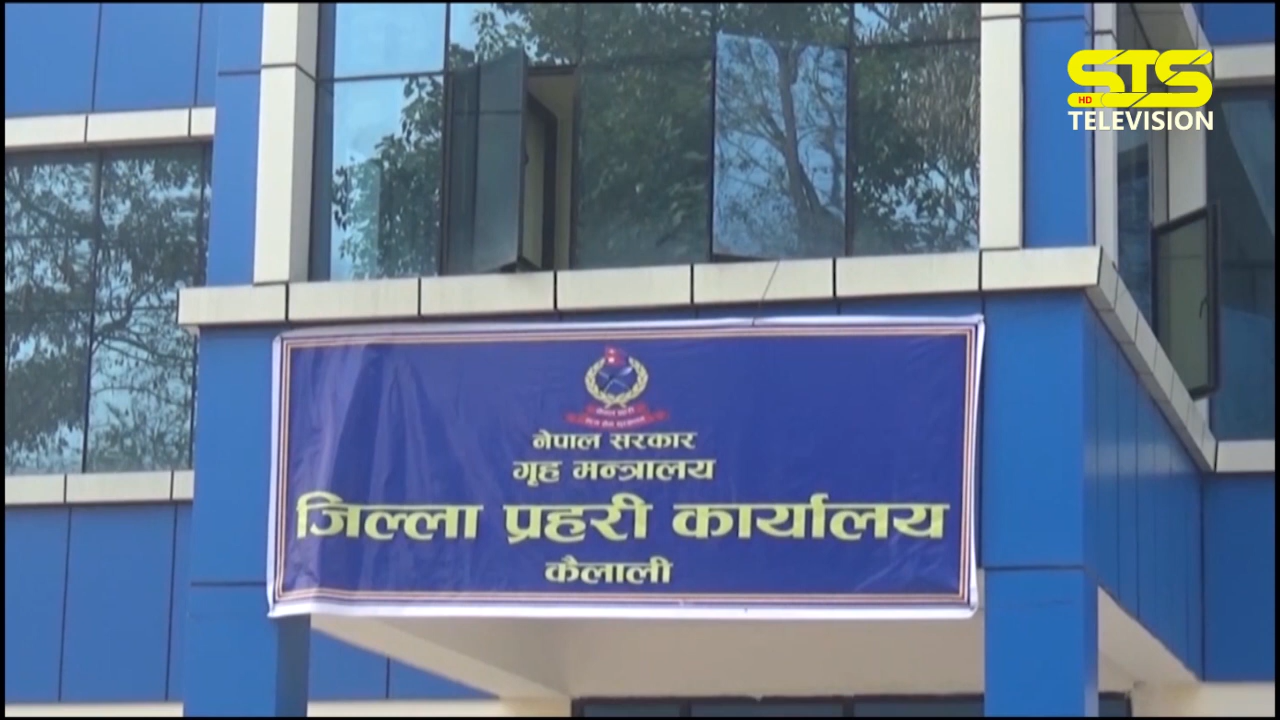 STS
HD
TELEVISION
नेपाल सरकार
गृह मन्त्रालय
जिल्ला प्रहरी कार्यालय
कैलाली